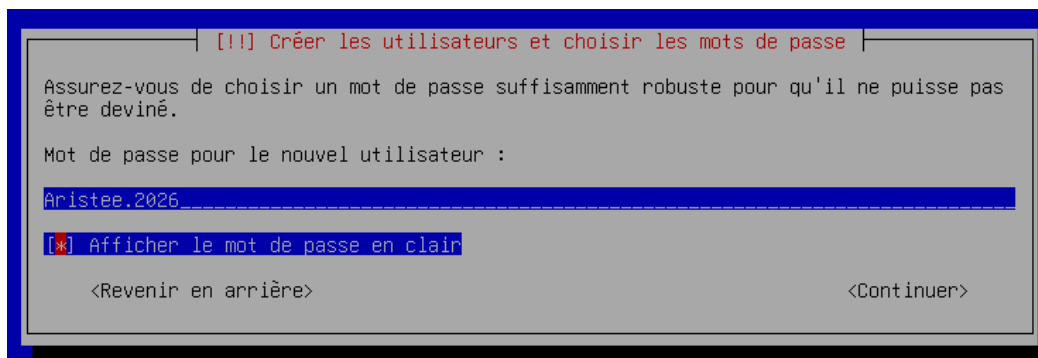 [!!] Créer les utilisateurs et choisir les mots de passe
Assurez-vous de choisir un mot de passe suffisamment robuste pour qu'il ne puisse pas
être deviné.
Mot de passe pour le nouvel utilisateur :
Aristee.2026
[*] Afficher le mot de passe en clair
<Revenir en arrière> <Continuer>